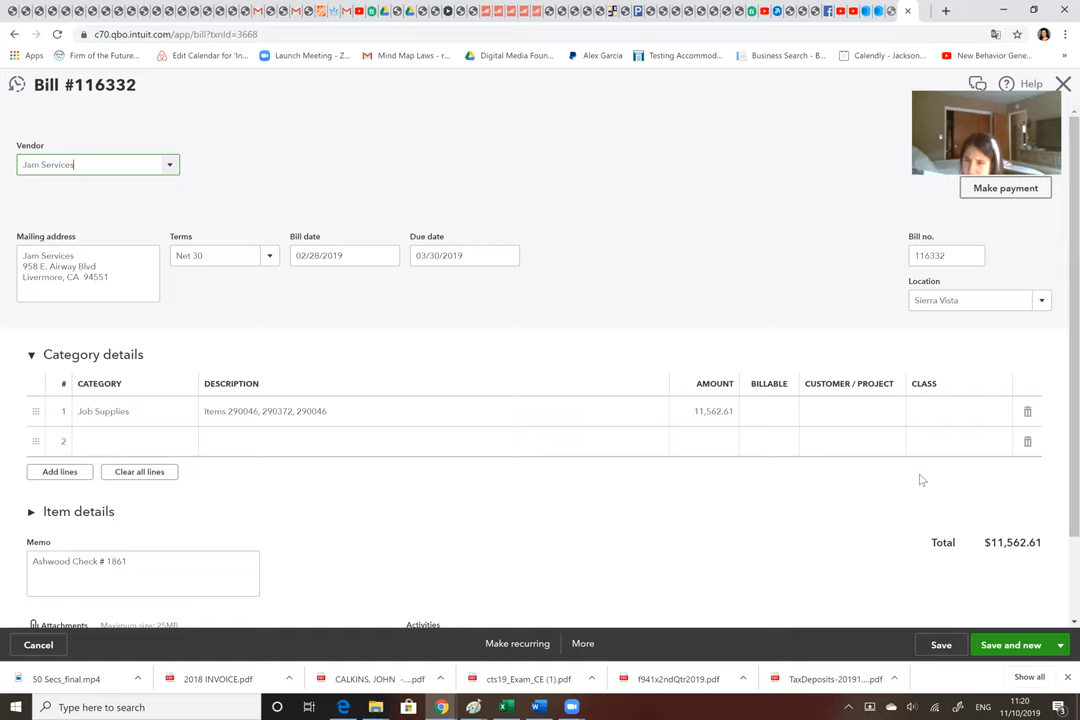 c70.qbo.intuit.com/app/bill?txnId=3668
Apps
Firm of the Future...
Edit Calendar for 'In...
Launch Meeting - Z...
Mind Map Laws - r...
Digital Media Foun...
Alex Garcia
Testing Accommod...
Business Search - B...
Calendly - Jackson...
New Behavior Gene...
Bill #116332
Help
Vendor
Jam Services
Make payment
Mailing address
Terms
Bill date
Due date
Bill no.
Jam Services
958 E. Airway Blvd
Livermore, CA 94551
Net 30
02/28/2019
03/30/2019
116332
Location
Sierra Vista
Category details
# CATEGORY DESCRIPTION AMOUNT BILLABLE CUSTOMER / PROJECT CLASS
1 Job Supplies Items 290046, 290372, 290046 11,562.61
2
Add lines
Clear all lines
Item details
Memo
Total $11,562.61
Ashwood Check # 1861
Attachments Maximum size: 25MB
Activities
Cancel
Make recurring
More
Save
Save and new
50 Secs_final.mp4
2018 INVOICE.pdf
CALKINS, JOHN -....pdf
cts19_Exam_CE (1).pdf
f941x2ndQtr2019.pdf
TaxDeposits-20191....pdf
Show all
Type here to search
ENG
11:20
11/10/2019
3